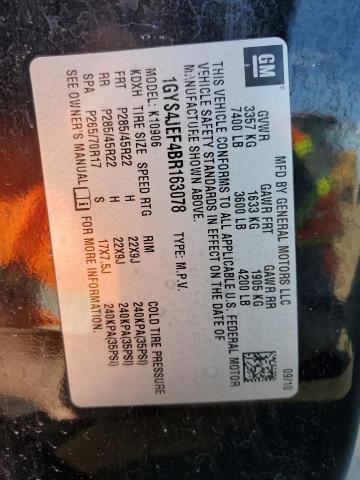 GM
MFD BY GENERAL MOTORS LLC 09/10
GVWR GAWR FRT GAWR RR
3357 KG 1633 KG 1905 KG
7400 LB 3600 LB 4200 LB
THIS VEHICLE CONFORMS TO ALL APPLICABLE U.S. FEDERAL MOTOR
VEHICLE SAFETY STANDARDS IN EFFECT ON THE DATE OF
MANUFACTURE SHOWN ABOVE.
1GYS4JEF4BR163078 TYPE: M.P.V.
MODEL: K10906
KDXH TIRE SIZE SPEED RTG RIM COLD TIRE PRESSURE
FRT P285/45R22 H 22X9J 240KPA(35PSI)
RR P285/45R22 H 22X9J 240KPA(35PSI)
SPA P265/70R17 S 17X7.5J 240KPA(35PSI)
SEE OWNER'S MANUAL